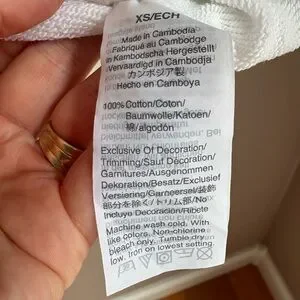 XS/ECH
Made in Cambodia
Fabriqué au Cambodge
In Kambodscha Hergestellt
Vervaardigd in Cambodja
カンボジア製
Hecho en Camboya
100% Cotton/Coton/
Baumwolle/Katoen/
綿/algodón
Exclusive Of Decoration/
Trimming/Sauf Décoration/
Garnitures/Ausgenommen
Dekoration/Besatz/Exclusief
Versiering/Garneersel/装飾
部分を除く/トリム部/No
Incluyo Decoración/Ribete
Machine wash cold. With
like colors. Non-chlorine
bleach only. Tumble dry
low. Iron on lowest setting.